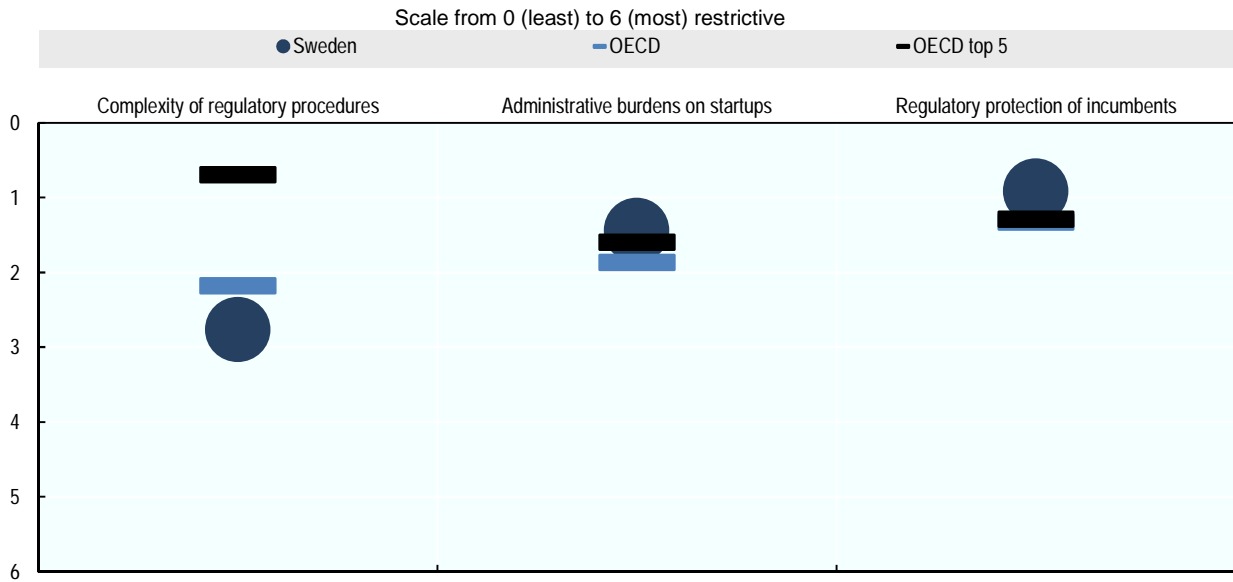 Scale from 0 (least) to 6 (most) restrictive
Sweden OECD OECD top 5
Complexity of regulatory procedures Administrative burdens on startups Regulatory protection of incumbents
0
1
2
3
4
5
6